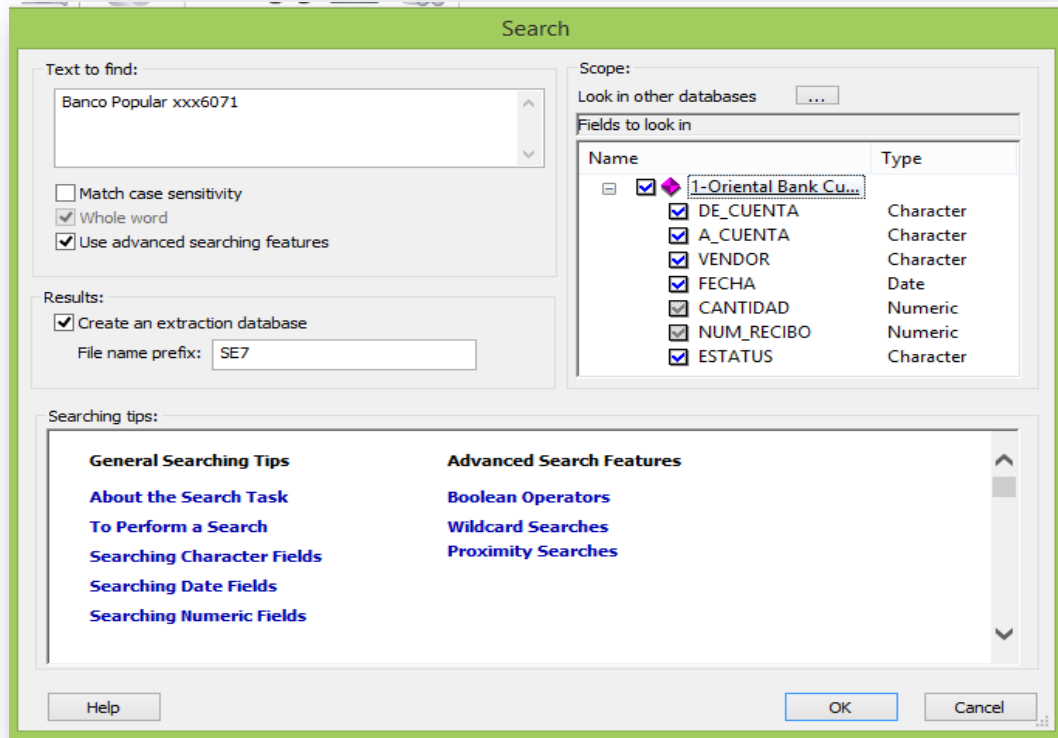 Search
Text to find:
Banco Popular xxx6071
Match case sensitivity
Whole word
Use advanced searching features
Results:
Create an extraction database
File name prefix: SE7
Scope:
Look in other databases ...
Fields to look in
Name Type
1-Oriental Bank Cu...
DE_CUENTA Character
A_CUENTA Character
VENDOR Character
FECHA Date
CANTIDAD Numeric
NUM_RECIBO Numeric
ESTATUS Character
Searching tips:
General Searching Tips
About the Search Task
To Perform a Search
Searching Character Fields
Searching Date Fields
Searching Numeric Fields
Advanced Search Features
Boolean Operators
Wildcard Searches
Proximity Searches
Help OK Cancel